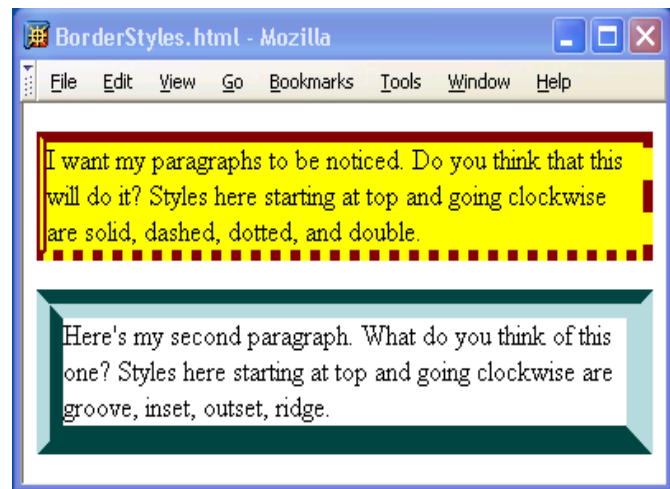 BorderStyles.html - Mozilla
File Edit View Go Bookmarks Tools Window Help
I want my paragraphs to be noticed. Do you think that this
will do it? Styles here starting at top and going clockwise
are solid, dashed, dotted, and double.
Here's my second paragraph. What do you think of this
one? Styles here starting at top and going clockwise are
groove, inset, outset, ridge.